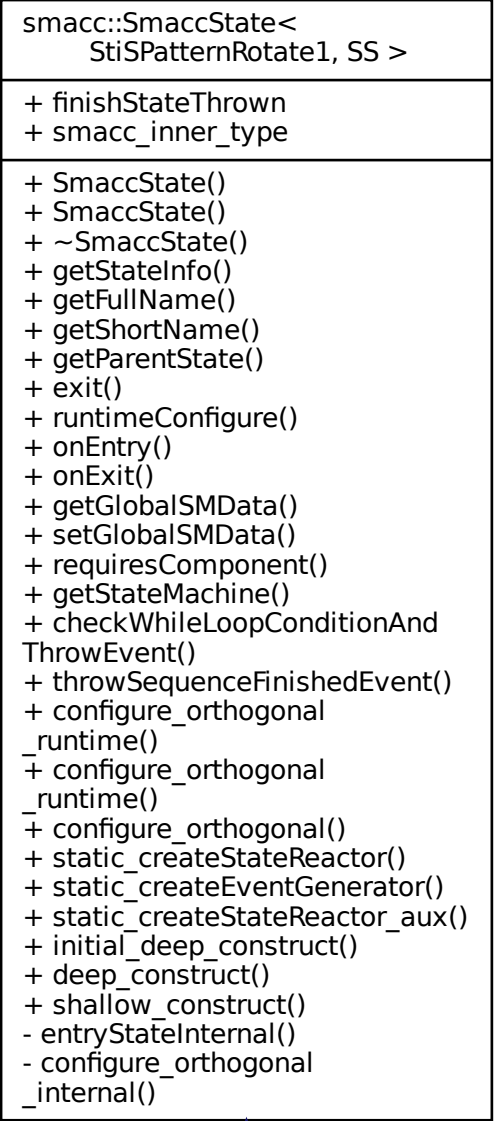 smacc::SmaccState<
StiSPatternRotate1, SS >
+ finishStateThrown
+ smacc_inner_type
+ SmaccState()
+ SmaccState()
+ ~SmaccState()
+ getStateInfo()
+ getFullName()
+ getShortName()
+ getParentState()
+ exit()
+ runtimeConfigure()
+ onEntry()
+ onExit()
+ getGlobalSMData()
+ setGlobalSMData()
+ requiresComponent()
+ getStateMachine()
+ checkWhileLoopConditionAnd
ThrowEvent()
+ throwSequenceFinishedEvent()
+ configure_orthogonal
_runtime()
+ configure_orthogonal
_runtime()
+ configure_orthogonal()
+ static_createStateReactor()
+ static_createEventGenerator()
+ static_createStateReactor_aux()
+ initial_deep_construct()
+ deep_construct()
+ shallow_construct()
- entryStateInternal()
- configure_orthogonal
_internal()